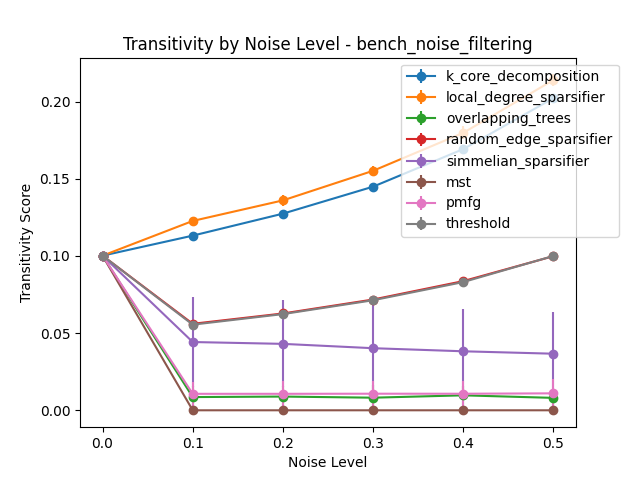 Transitivity by Noise Level - bench_noise_filtering
k_core_decomposition
local_degree_sparsifier
overlapping_trees
random_edge_sparsifier
simmelian_sparsifier
mst
pmfg
threshold
Transitivity Score
0.20
0.15
0.10
0.05
0.00
0.0 0.1 0.2 0.3 0.4 0.5
Noise Level